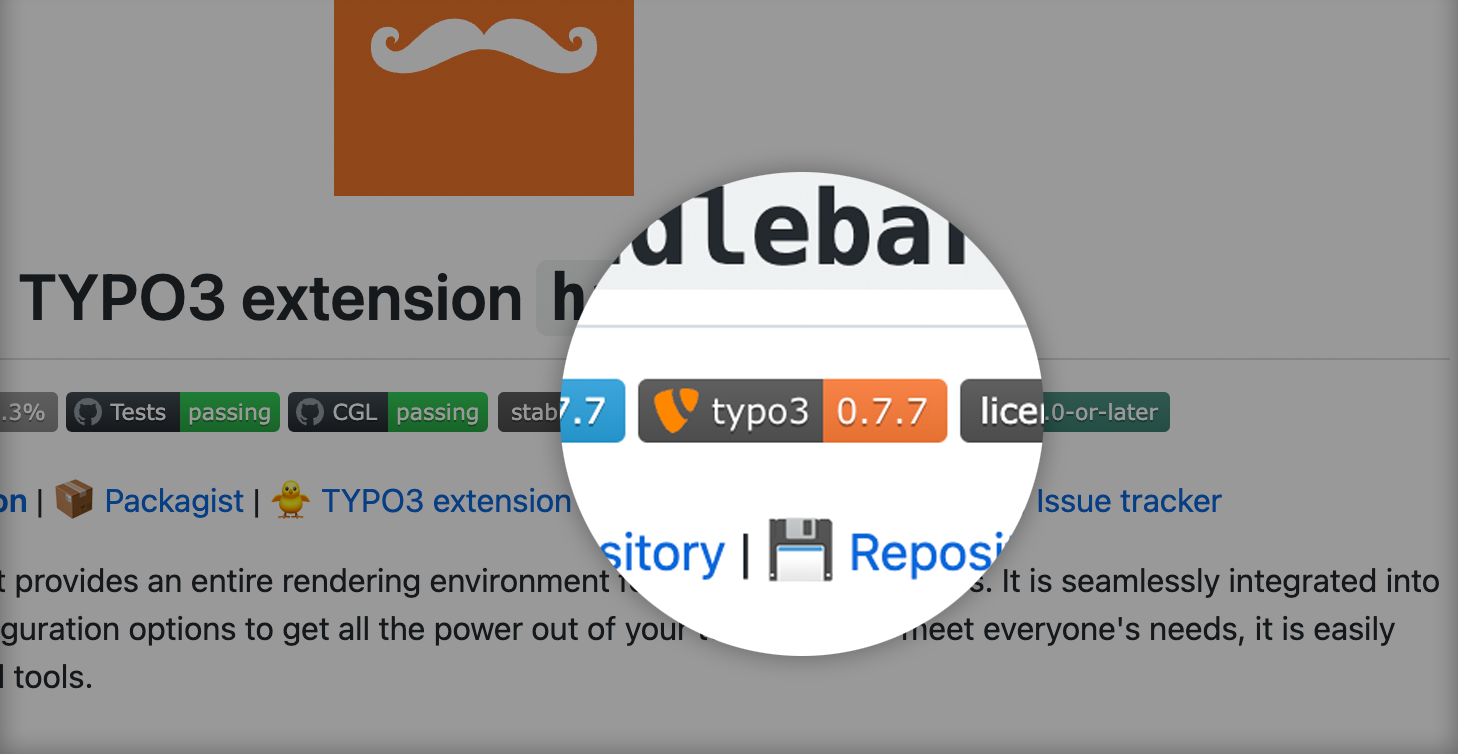 TYPO3 extension h
dlebar
.3% Tests passing CGL passing stab 7.7 typo3 0.7.7 licen .0-or-later
on | Packagist | TYPO3 extension sitory | Reposi Issue tracker
t provides an entire rendering environment f s. It is seamlessly integrated into
guration options to get all the power out of your t meet everyone's needs, it is easily
l tools.